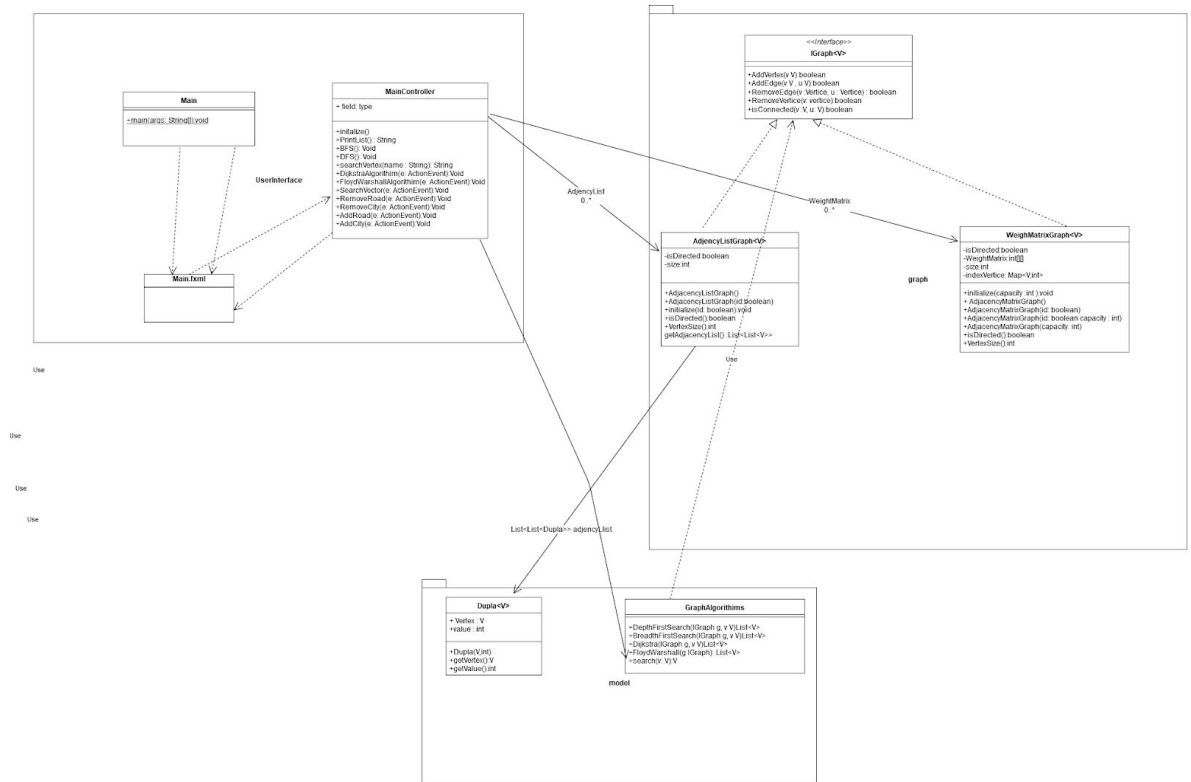 Main
+main(args: String[]):void
MainController
+ field: type
+initalize()
+PrintList() : String
+BFS(): Void
+DFS(): Void
+searchVertex(name : String): String
+DijkstraAlgorithim(e: ActionEvent):Void
+FloydWarshallAlgorithim(e: ActionEvent):Void
+SearchVector(e: ActionEvent):Void
+RemoveRoad(e: ActionEvent):Void
+RemoveCity(e: ActionEvent):Void
+AddRoad(e: ActionEvent):Void
+AddCity(e: ActionEvent):Void
UserInterface
Main.fxml
<<Interface>>
IGraph<V>
+AddVertex(v V):boolean
+AddEdge(v V , u V):boolean
+RemoveEdge(v :Vertice, u : Vertice) : boolean
+RemoveVertice(v: vertice):boolean
+isConnected(v: V, u: V):boolean
AdjencyList
0..*
WeightMatrix
0..*
AdjencyListGraph<V>
-isDirected:boolean
-size:int
+AdjacencyListGraph()
+AdjacencyListGraph(id:boolean)
+initialize(id: boolean):void
+isDirected():boolean
+VertexSize():int
getAdjacencyList() :List<List<V>>
graph
WeighMatrixGraph<V>
-isDirected:boolean
-WeightMatrix:int[][]
-size:int
-indexVertice: Map<V,int>
+initialize(capacity :int ):void
+ AdjacencyMatrixGraph()
+AdjacencyMatrixGraph(id: boolean)
+AdjacencyMatrixGraph(id: boolean capacity : int)
+AdjacencyMatrixGraph(capacity: int)
+isDirected():boolean
+VertexSize():int
Use
Use
Use
Use
Use
List<List<Dupla>> adjencyLlist
Dupla<V>
+ Vertex : V
+value : int
+Dupla(V,int)
+getVertex():V
+getValue():int
GraphAlgorithims
+DepthFirstSearch(IGraph g, v V)List<V>
+BreadthFirstSearch(IGraph g, v V)List<V>
+Dijkstra(IGraph g, v V)List<V>
+FloydWarshall(g IGraph): List<V>
+search(v: V):V
model